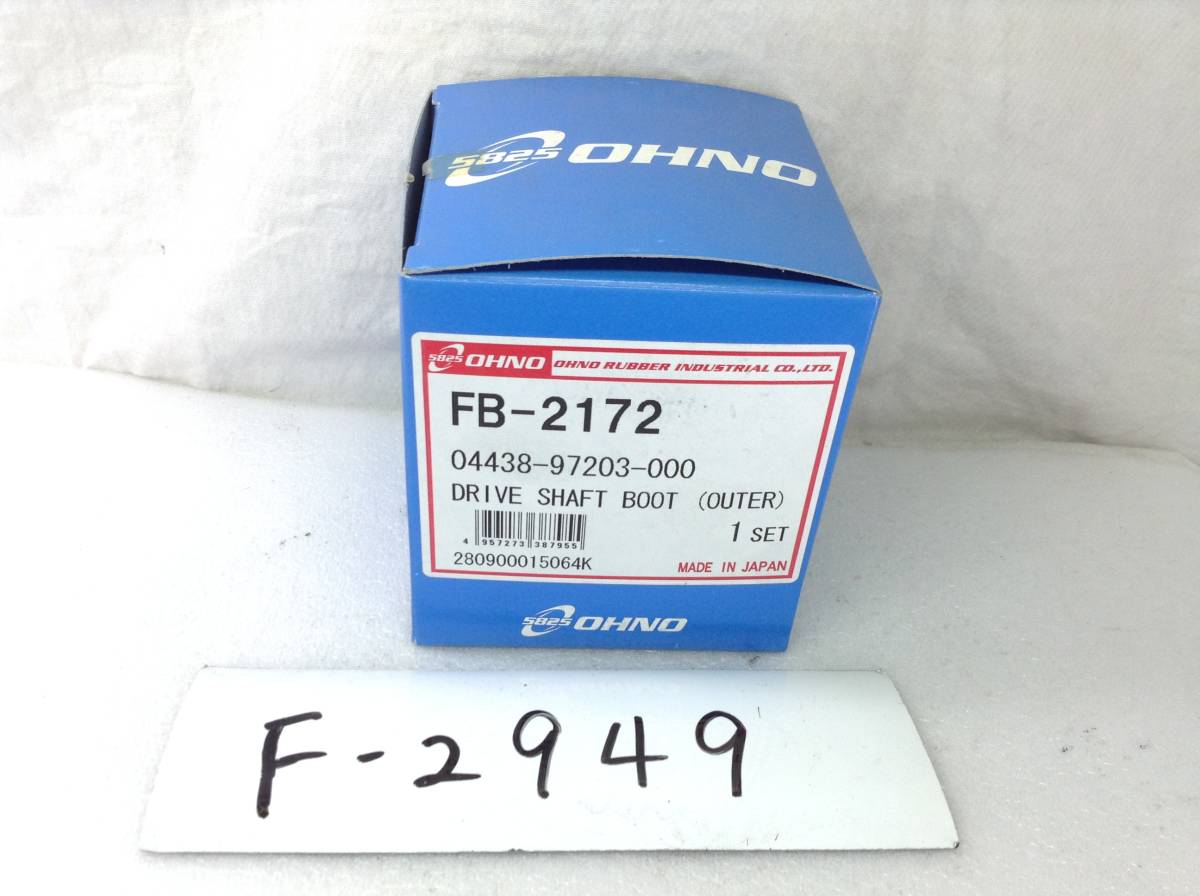 5825 OHNO
5825 OHNO OHNO RUBBER INDUSTRIAL CO.,LTD.
FB-2172
04438-97203-000
DRIVE SHAFT BOOT (OUTER)
1 SET
4 957273 387955
280900015064K
MADE IN JAPAN
5825 OHNO
F-2949